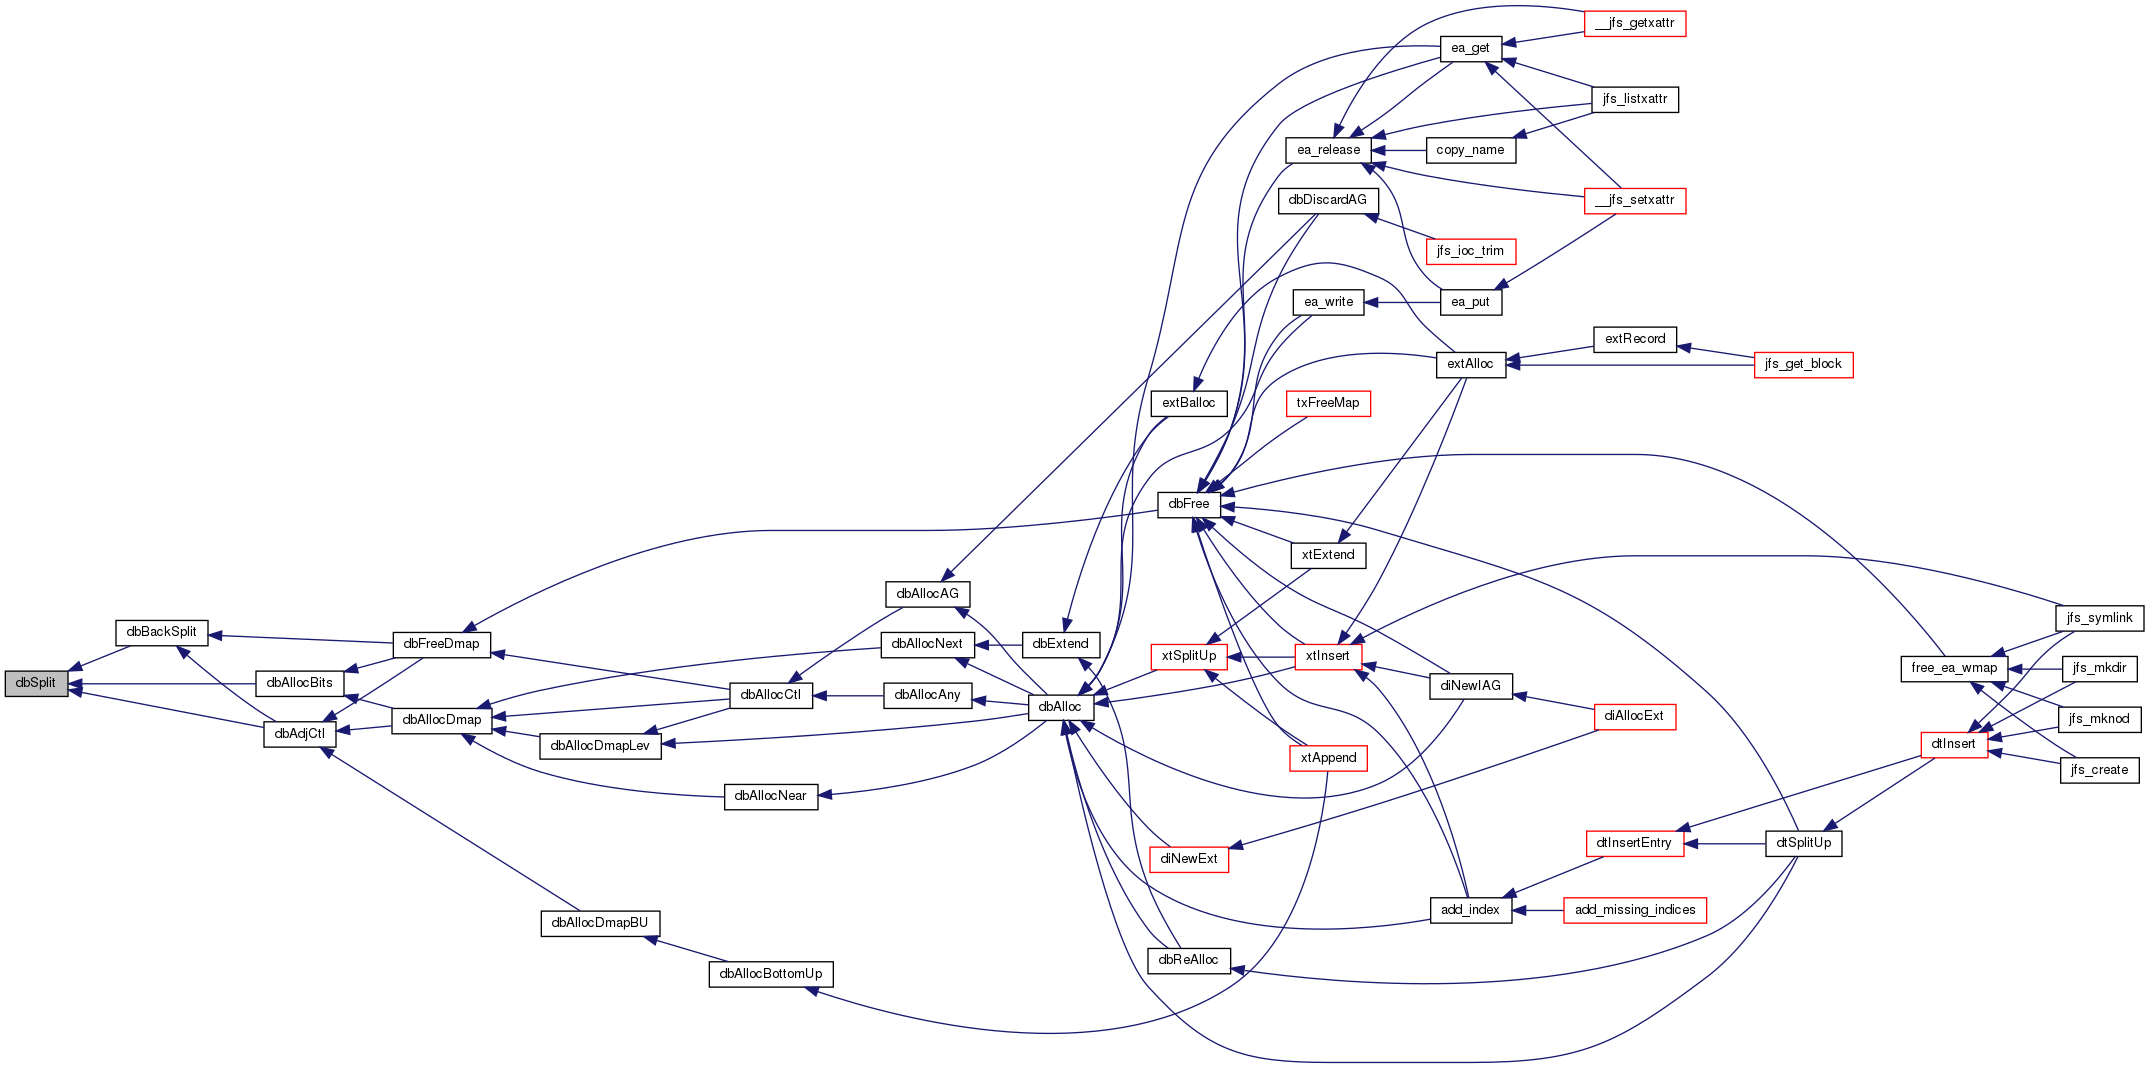 dbSplit
dbBackSplit
dbAllocBits
dbAdjCtl
dbFreeDmap
dbAllocDmap
dbAllocDmapLev
dbAllocDmapBU
dbAllocCtl
dbAllocNear
dbAllocBottomUp
dbAllocAG
dbAllocNext
dbAllocAny
dbExtend
dbAlloc
extBalloc
dbFree
xtSplitUp
diNewExt
dbReAlloc
ea_release
dbDiscardAG
ea_write
txFreeMap
xtExtend
xtInsert
xtAppend
ea_get
copy_name
jfs_ioc_trim
ea_put
extAlloc
diNewIAG
add_index
__jfs_getxattr
jfs_listxattr
__jfs_setxattr
extRecord
diAllocExt
dtInsertEntry
add_missing_indices
jfs_get_block
dtSplitUp
free_ea_wmap
dtInsert
jfs_symlink
jfs_mkdir
jfs_mknod
jfs_create